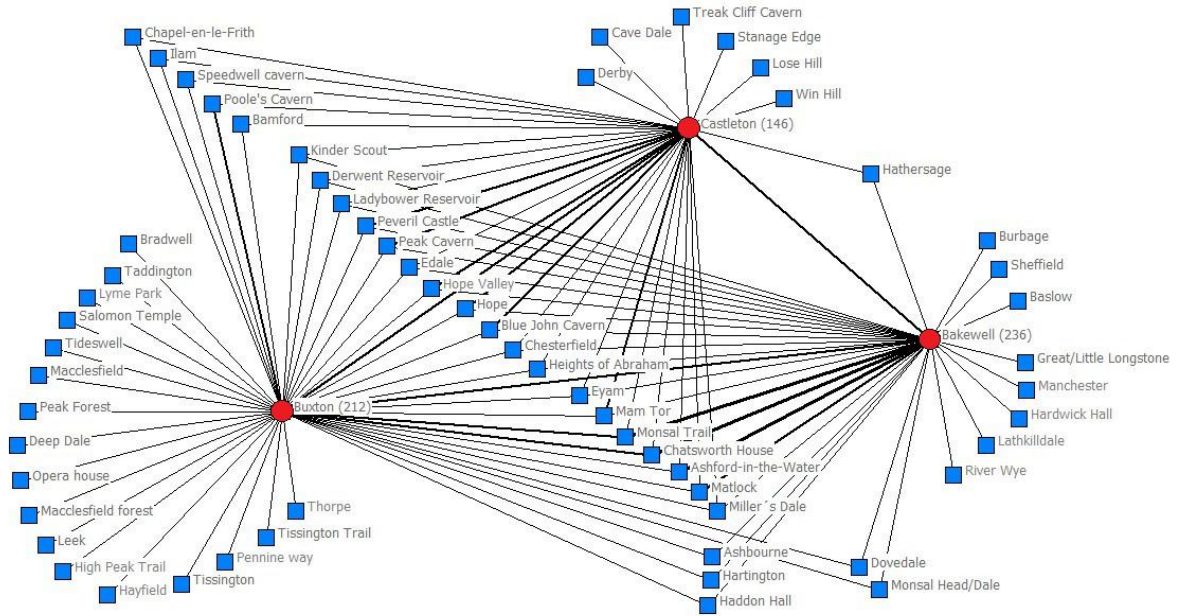 Treak Cliff Cavern
Chapel-en-le-Frith
Cave Dale
Stanage Edge
Ilam
Lose Hill
Derby
Speedwell cavern
Win Hill
Poole's Cavern
Bamford
Castleton (146)
Kinder Scout
Hathersage
Derwent Reservoir
Ladybower Reservoir
Peveril Castle
Burbage
Bradwell
Peak Cavern
Edale
Sheffield
Taddington
Hope Valley
Lyme Park
Baslow
Hope
Salomon Temple
Blue John Cavern
Bakewell (236)
Tideswell
Chesterfield
Great/Little Longstone
Heights of Abraham
Macclesfield
Manchester
Eyam
Peak Forest
Buxton (212)
Mam Tor
Hardwick Hall
Monsal Trail
Deep Dale
Lathkilldale
Chatsworth House
Ashford-in-the-Water
River Wye
Opera house
Matlock
Thorpe
Miller´s Dale
Macclesfield forest
Tissington Trail
Leek
Ashbourne
Pennine way
Dovedale
High Peak Trail
Hartington
Tissington
Monsal Head/Dale
Hayfield
Haddon Hall